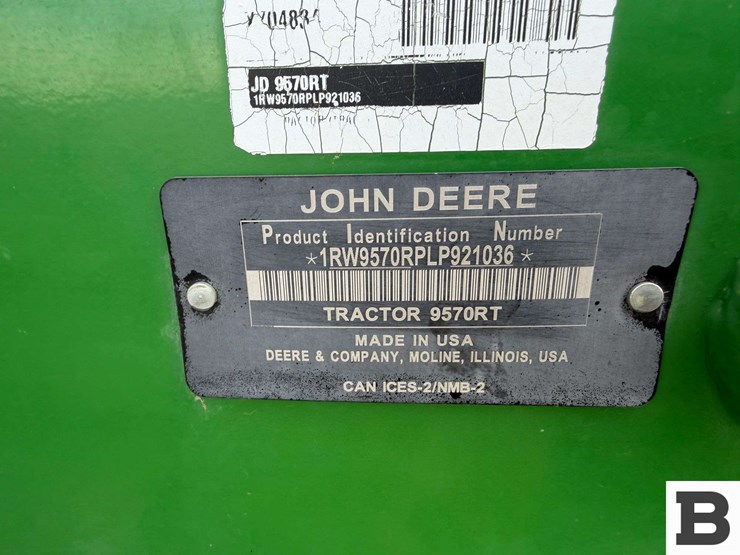 JD 9570RT
1RW9570RPLP921036
JOHN DEERE
Product Identification Number
*1RW9570RPLP921036*
TRACTOR 9570RT
MADE IN USA
DEERE & COMPANY, MOLINE, ILLINOIS, USA
CAN ICES-2/NMB-2
B